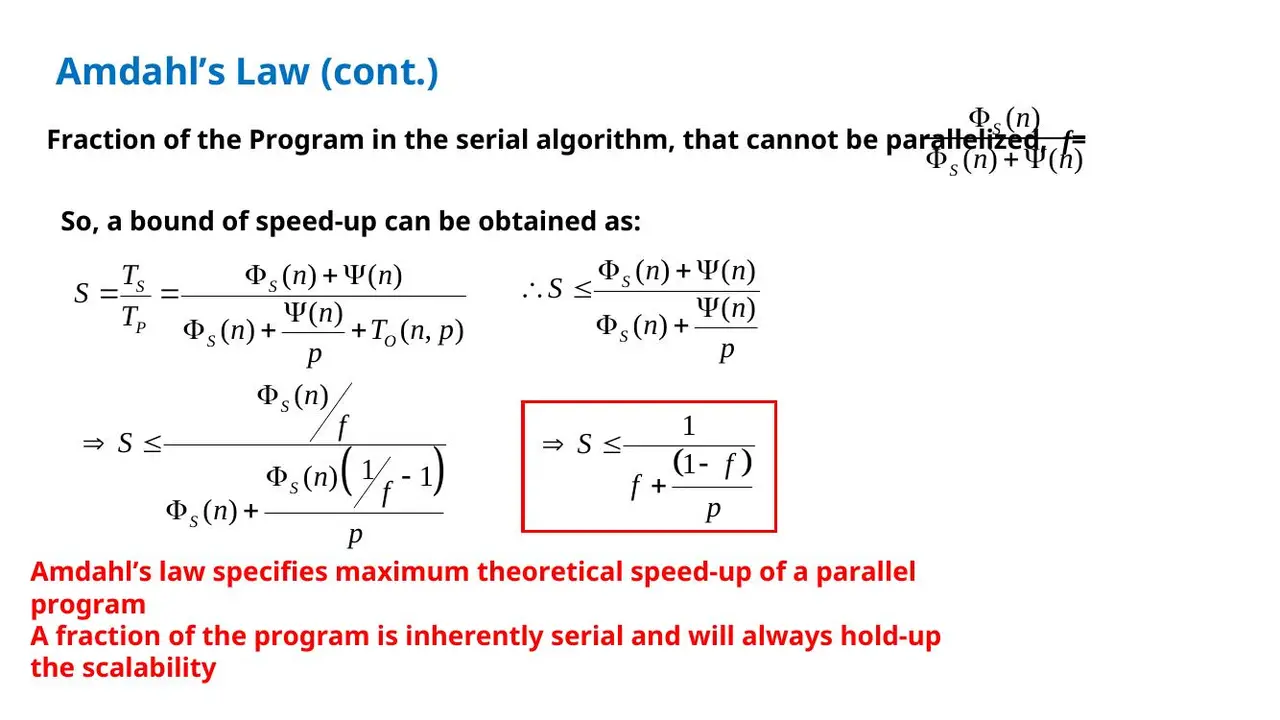 Amdahl’s Law (cont.)
Fraction of the Program in the serial algorithm, that cannot be parallelized, f= Φ_S(n) / (Φ_S(n) + Ψ(n))
So, a bound of speed-up can be obtained as:
S = T_S / T_P = (Φ_S(n) + Ψ(n)) / (Φ_S(n) + Ψ(n)/p + T_O(n, p))
∴ S ≤ (Φ_S(n) + Ψ(n)) / (Φ_S(n) + Ψ(n)/p)
⇒ S ≤ (Φ_S(n)/f) / (Φ_S(n) + Φ_S(n)(1/f - 1)/p)
⇒ S ≤ 1 / (f + (1- f)/p)
Amdahl’s law specifies maximum theoretical speed-up of a parallel
program
A fraction of the program is inherently serial and will always hold-up
the scalability